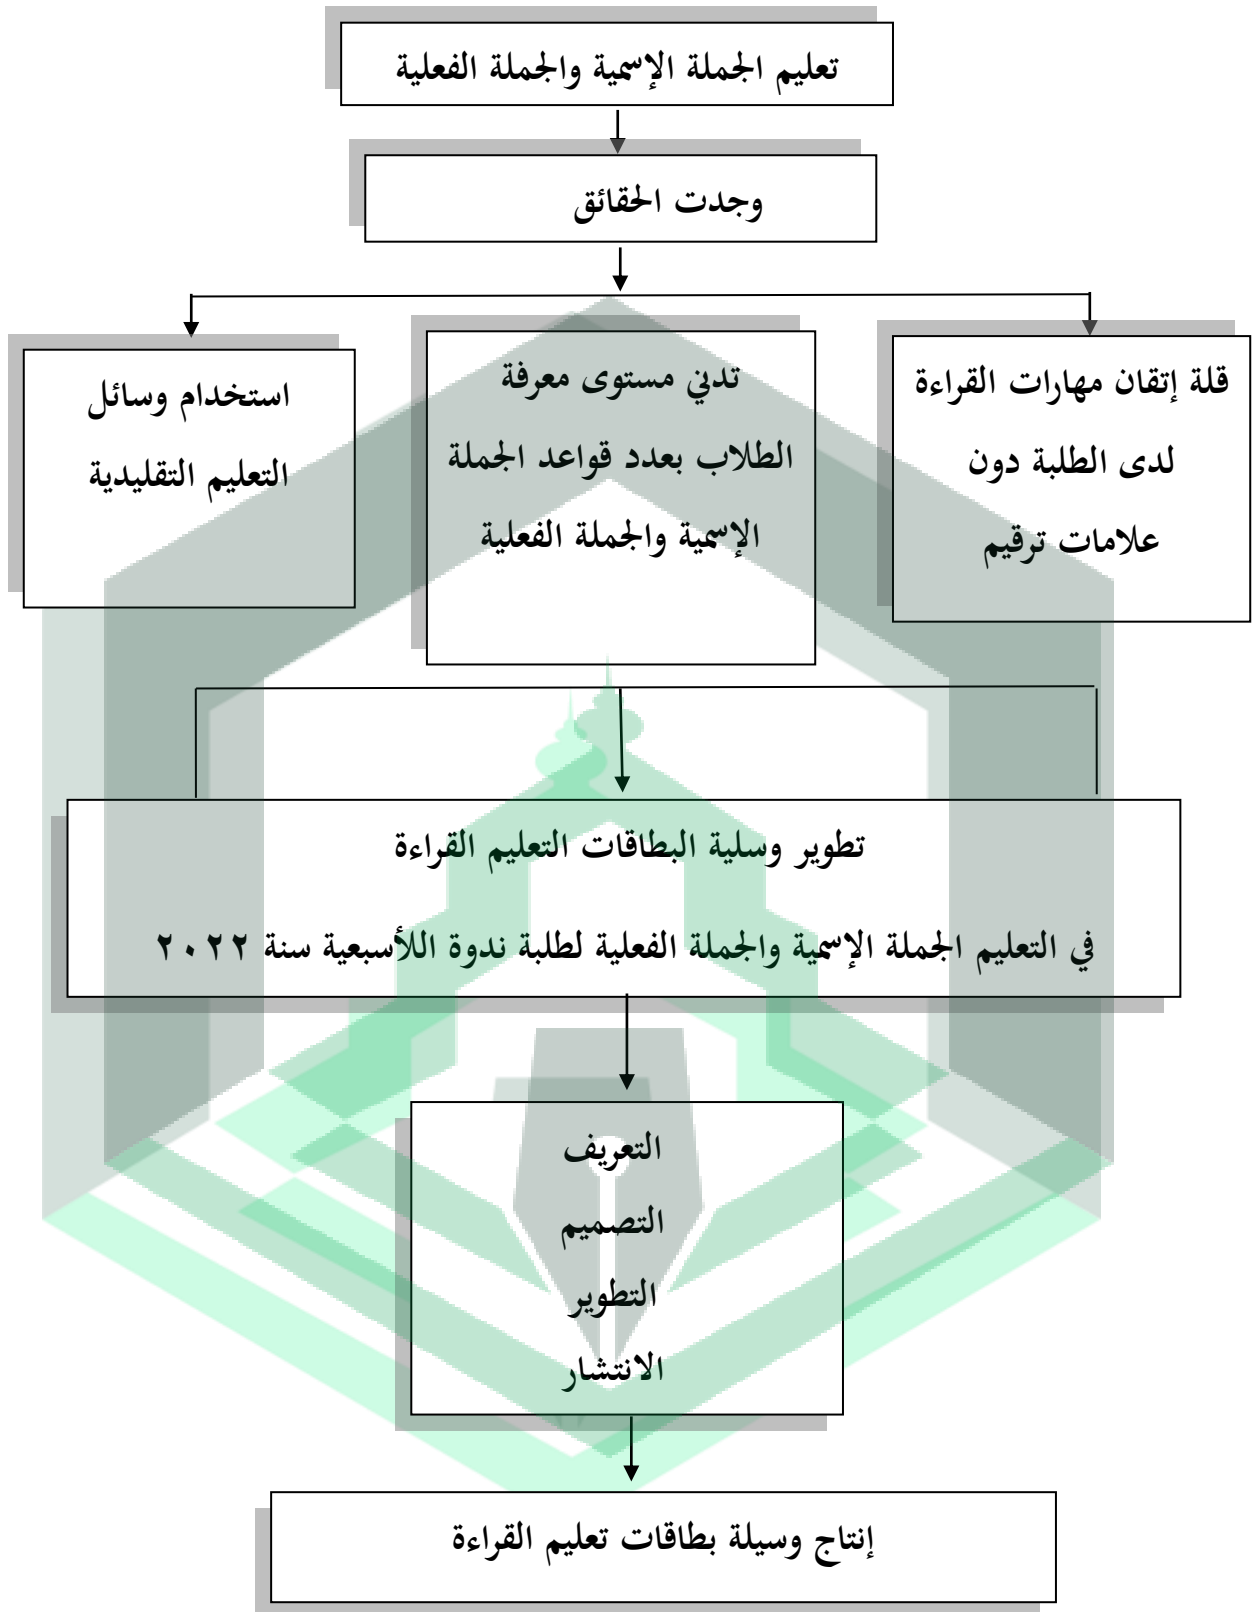 تعليم الجملة الإسمية والجملة الفعلية
وجدت الحقائق
قلة إتقان مهارات القراءة
لدى الطلبة دون
علامات ترقيم
تدني مستوى معرفة
الطلاب بعدد قواعد الجملة
الإسمية والجملة الفعلية
استخدام وسائل
التعليم التقليدية
تطوير وسلية البطاقات التعليم القراءة
في التعليم الجملة الإسمية والجملة الفعلية لطلبة ندوة اللأسبعية سنة ٢٠٢٢
التعريف
التصميم
التطوير
الانتشار
إنتاج وسيلة بطاقات تعليم القراءة